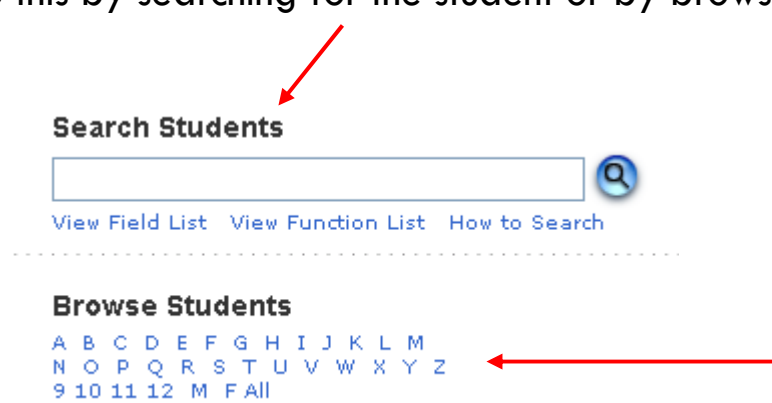 this by searching for the student or by brows
Search Students
View Field List View Function List How to Search
Browse Students
A B C D E F G H I J K L M
N O P Q R S T U V W X Y Z
9 10 11 12 M F All